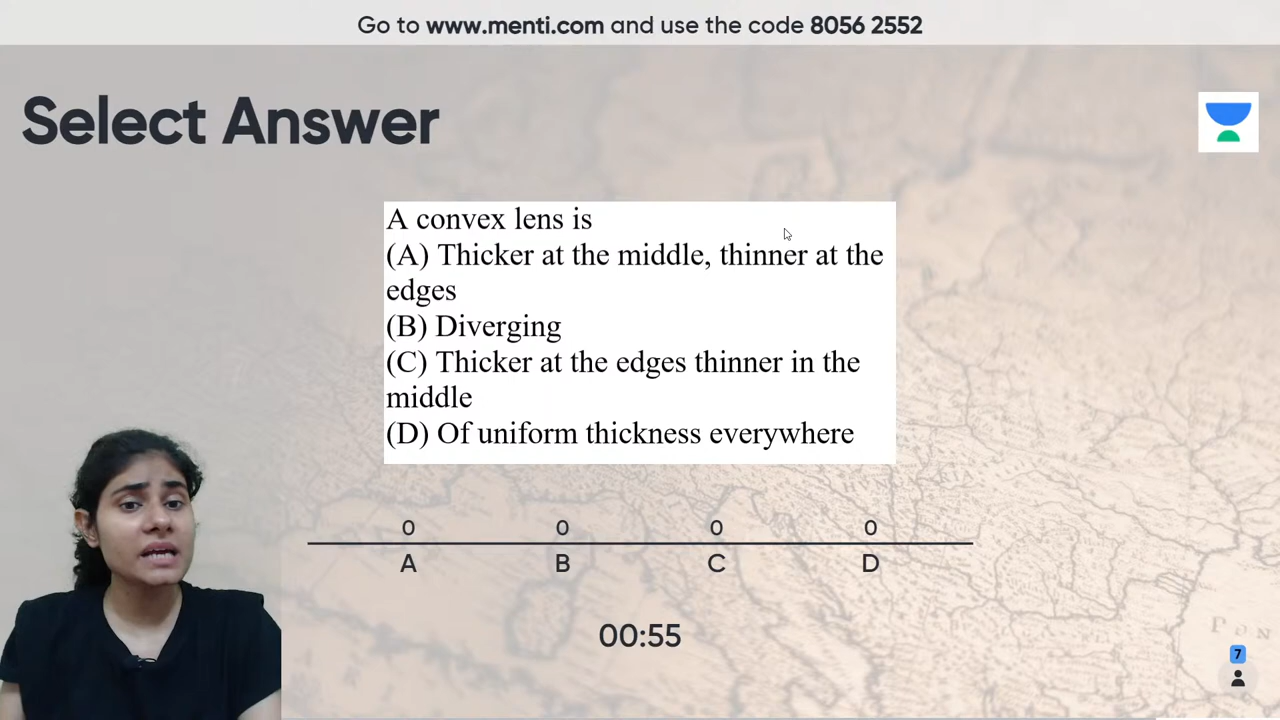 Go to www.menti.com and use the code 8056 2552
Select Answer
A convex lens is
(A) Thicker at the middle, thinner at the
edges
(B) Diverging
(C) Thicker at the edges thinner in the
middle
(D) Of uniform thickness everywhere
0 0 0 0
A B C D
00:55
7